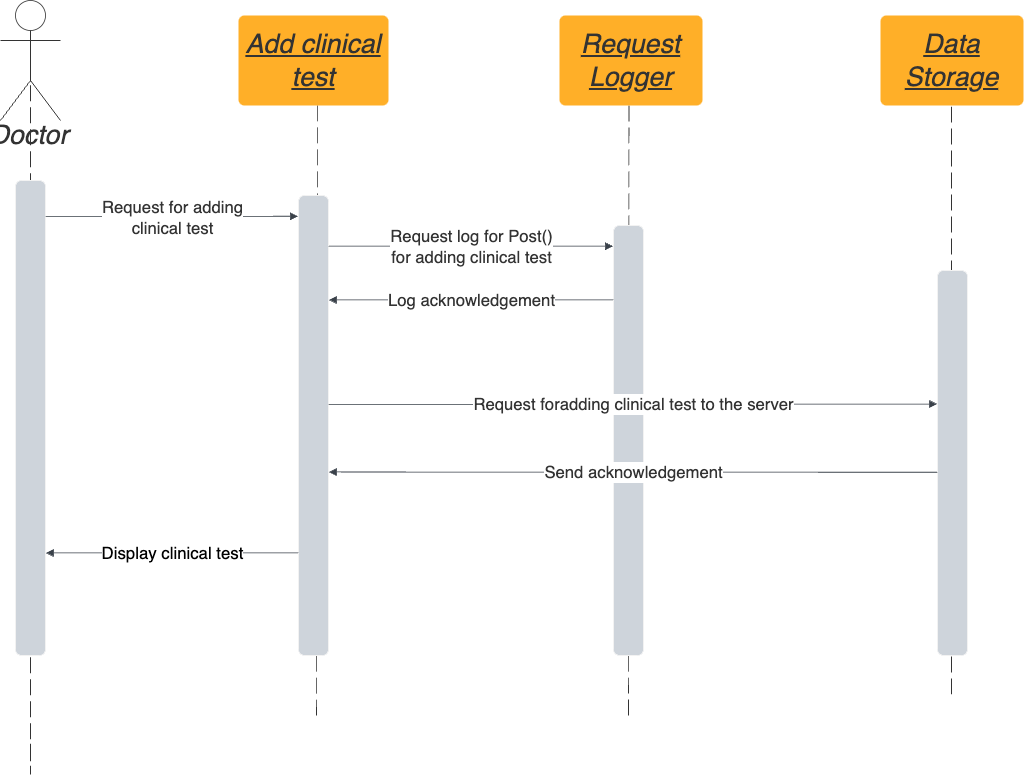 Doctor
Add clinical
test
Request
Logger
Data
Storage
Request for adding
clinical test
Request log for Post()
for adding clinical test
Log acknowledgement
Request foradding clinical test to the server
Send acknowledgement
Display clinical test